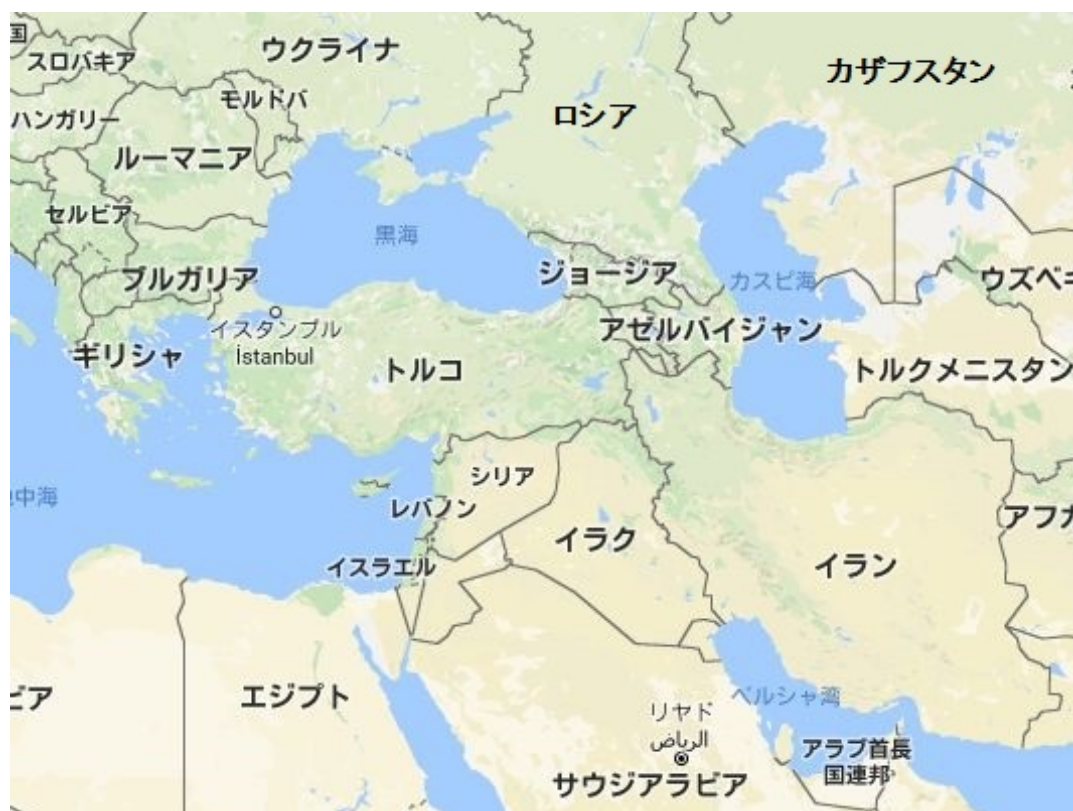 国
スロバキア
ウクライナ
カザフスタン
ハンガリー
モルドバ
ロシア
ルーマニア
セルビア
黒海
ブルガリア
ジョージア
カスピ海
ウズベキ
イスタンブル
İstanbul
アゼルバイジャン
ギリシャ
トルコ
トルクメニスタン
シリア
中海
レバノン
イラク
アフガ
イスラエル
イラン
ビア
エジプト
ペルシャ湾
リヤド
الرياض
アラブ首長
国連邦
サウジアラビア